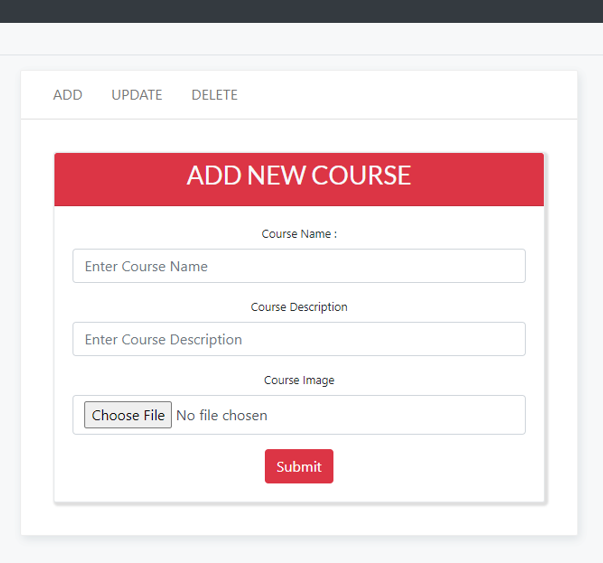 ADD UPDATE DELETE
ADD NEW COURSE
Course Name :
Enter Course Name
Course Description
Enter Course Description
Course Image
Choose File No file chosen
Submit